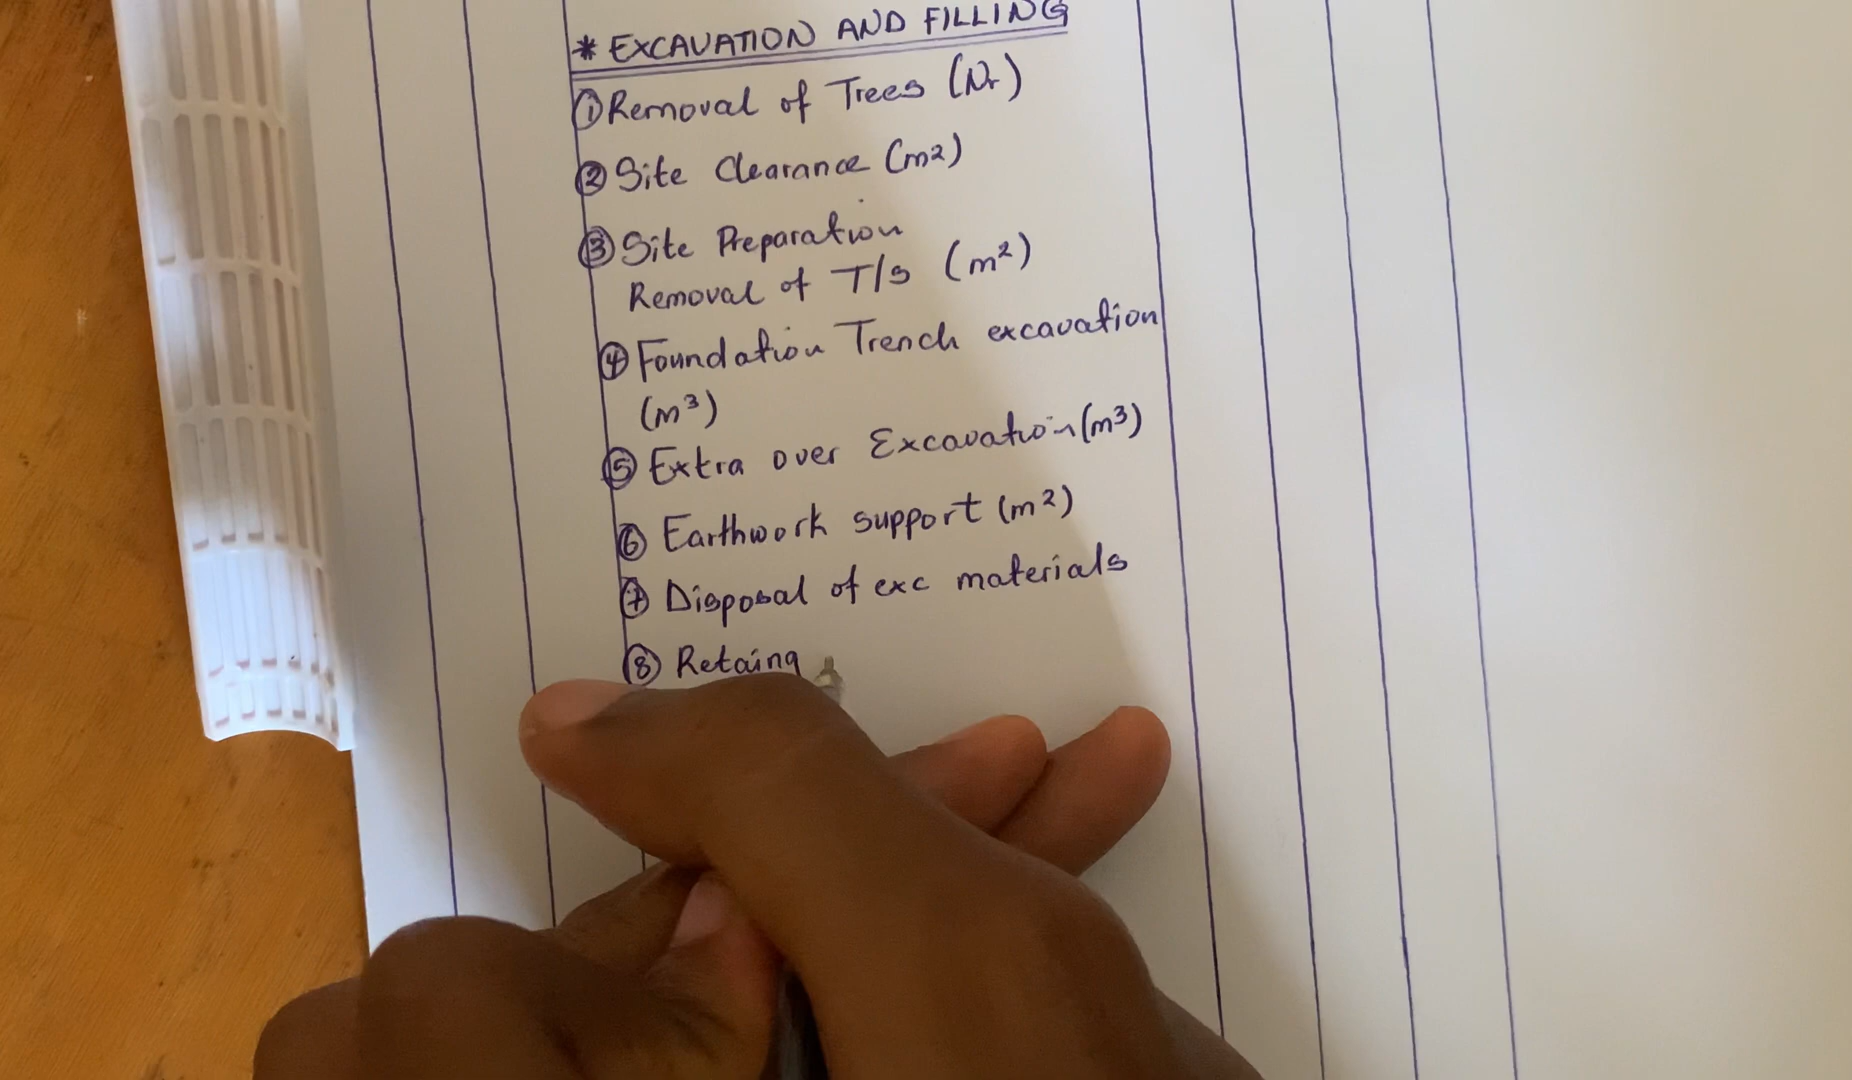 * EXCAVATION AND FILLING
① Removal of Trees (Nr)
② Site Clearance (m2)
③ Site Preparation
Removal of T/S (m²)
④ Foundation Trench excavation
(m³)
⑤ Extra over Excavation (m³)
⑥ Earthwork support (m²)
⑦ Disposal of exc materials
⑧ Retaing